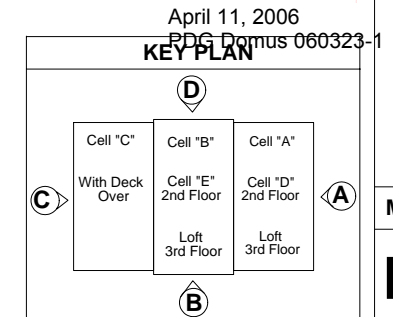 April 11, 2006
PDG Domus 060323-1
KEY PLAN
D
Cell "C"
With Deck
Over
Cell "B"
Cell "E"
2nd Floor
Loft
3rd Floor
Cell "A"
Cell "D"
2nd Floor
Loft
3rd Floor
C
A
B